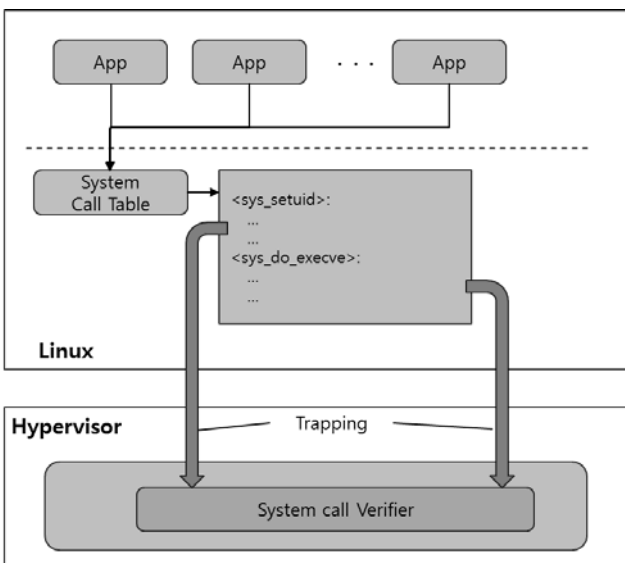 App
App
. . .
App
System
Call Table
<sys_setuid>:
...
...
<sys_do_execve>:
...
...
Linux
Hypervisor
Trapping
System call Verifier